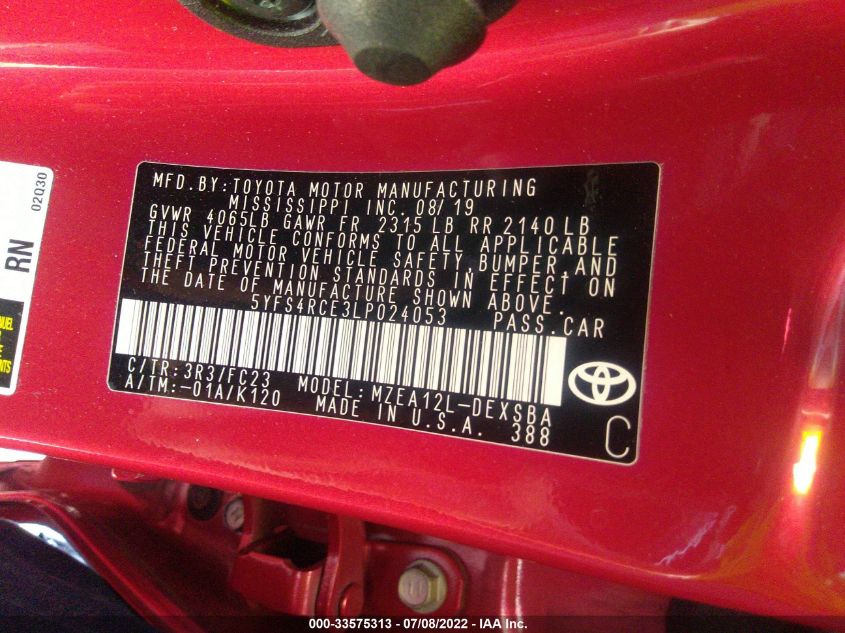 MFD. BY: TOYOTA MOTOR MANUFACTURING
MISSISSIPPI INC. 08/19
GVWR 4065LB GAWR FR 2315 LB RR 2140 LB
THIS VEHICLE CONFORMS TO ALL APPLICABLE
FEDERAL MOTOR VEHICLE SAFETY, BUMPER, AND
THEFT PREVENTION STANDARDS IN EFFECT ON
THE DATE OF MANUFACTURE SHOWN ABOVE.
5YFS4RCE3LP024053 PASS. CAR
C/TR: 3R3/FC23 MODEL: MZEA12L-DEXSBA
A/TM:-01A/K120 MADE IN U.S.A. 388
C
02Q30
RN
000-33575313 - 07/08/2022 - IAA Inc.